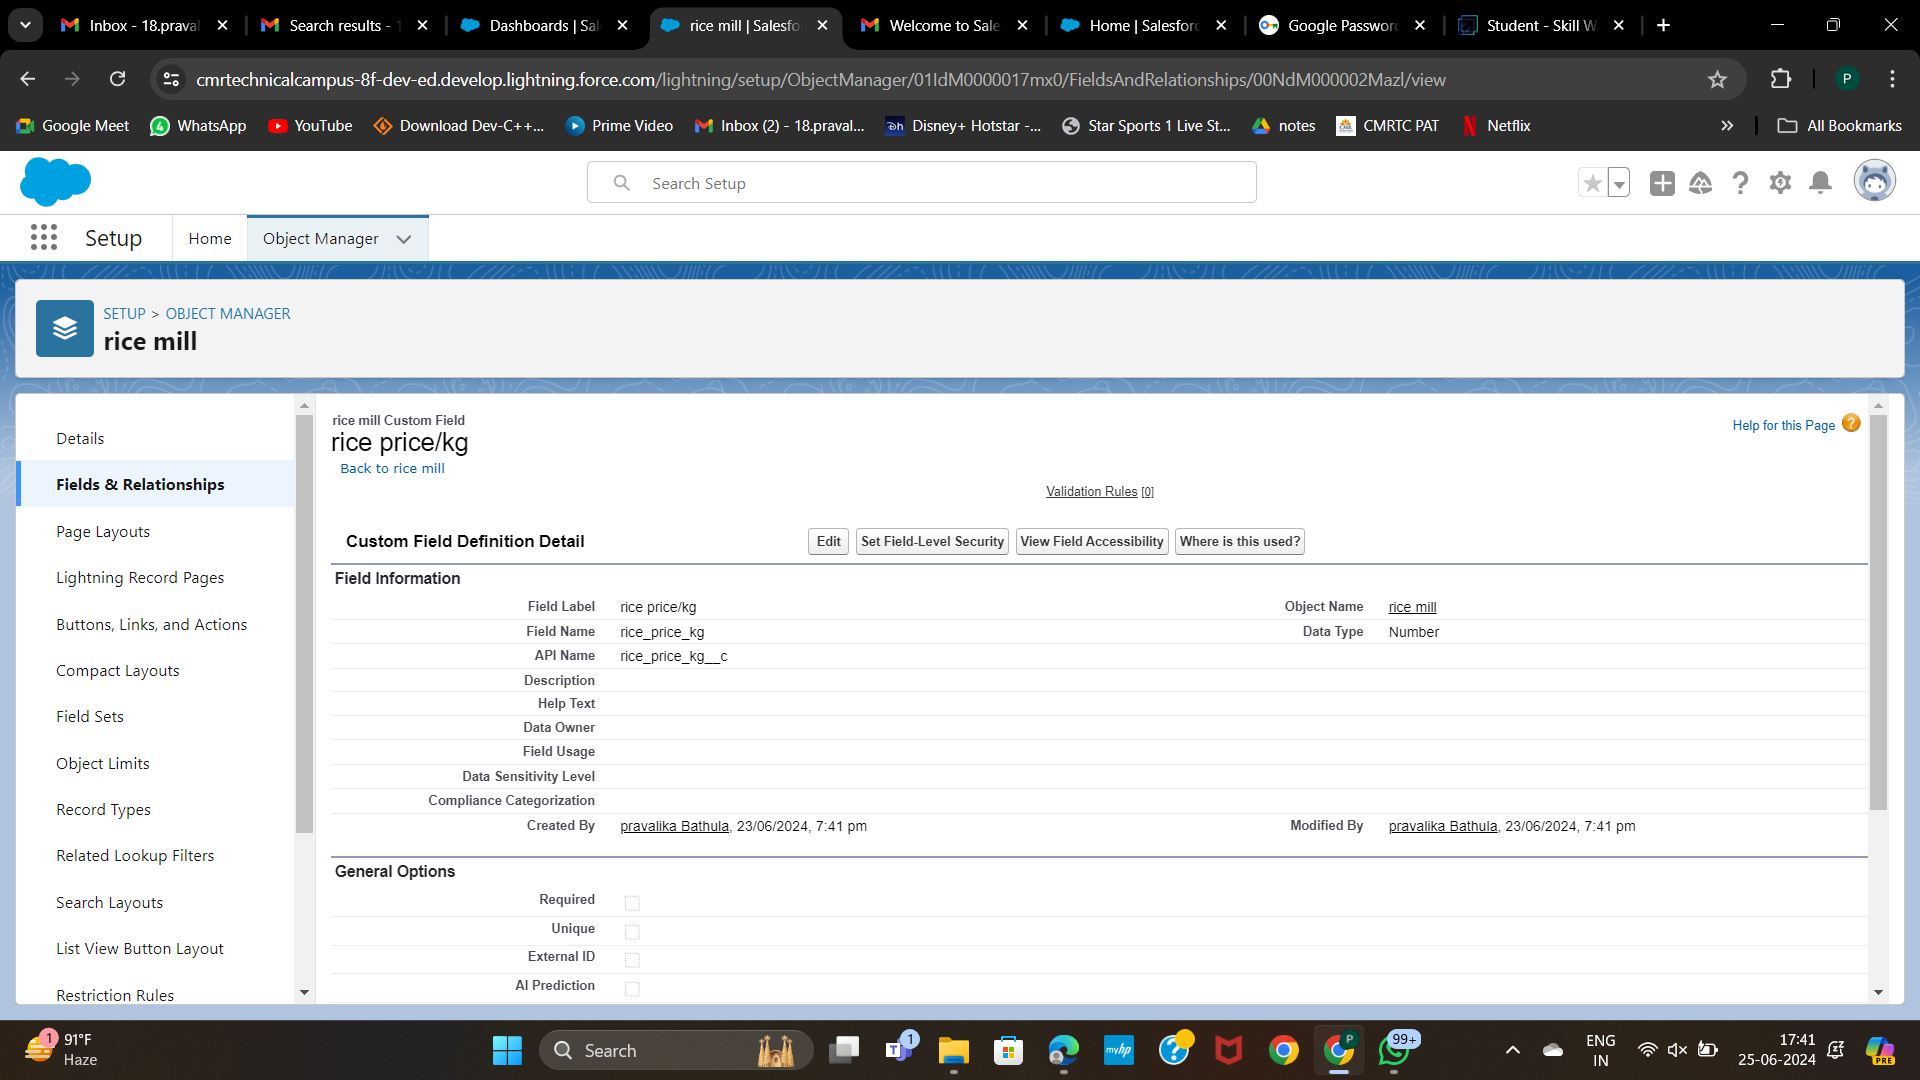 Inbox - 18.praval
Search results - 1
Dashboards | Sal
rice mill | Salesfo
Welcome to Sale
Home | Salesforc
Google Password
Student - Skill W
cmrtechnicalcampus-8f-dev-ed.develop.lightning.force.com/lightning/setup/ObjectManager/01IdM0000017mx0/FieldsAndRelationships/00NdM000002Mazl/view
P
Google Meet
WhatsApp
YouTube
Download Dev-C++...
Prime Video
Inbox (2) - 18.praval...
Disney+ Hotstar -...
Star Sports 1 Live St...
notes
CMRTC PAT
Netflix
All Bookmarks
Search Setup
Setup
Home
Object Manager
SETUP > OBJECT MANAGER
rice mill
Details
Fields & Relationships
Page Layouts
Lightning Record Pages
Buttons, Links, and Actions
Compact Layouts
Field Sets
Object Limits
Record Types
Related Lookup Filters
Search Layouts
List View Button Layout
Restriction Rules
rice mill Custom Field
rice price/kg
Back to rice mill
Help for this Page
Validation Rules [0]
Custom Field Definition Detail
Edit
Set Field-Level Security
View Field Accessibility
Where is this used?
Field Information
Field Label rice price/kg
Object Name rice mill
Field Name rice_price_kg
Data Type Number
API Name rice_price_kg__c
Description
Help Text
Data Owner
Field Usage
Data Sensitivity Level
Compliance Categorization
Created By pravalika Bathula, 23/06/2024, 7:41 pm
Modified By pravalika Bathula, 23/06/2024, 7:41 pm
General Options
Required
Unique
External ID
AI Prediction
1
91°F
Haze
Search
1
myhp
P
99+
ENG
IN
17:41
25-06-2024
PRE